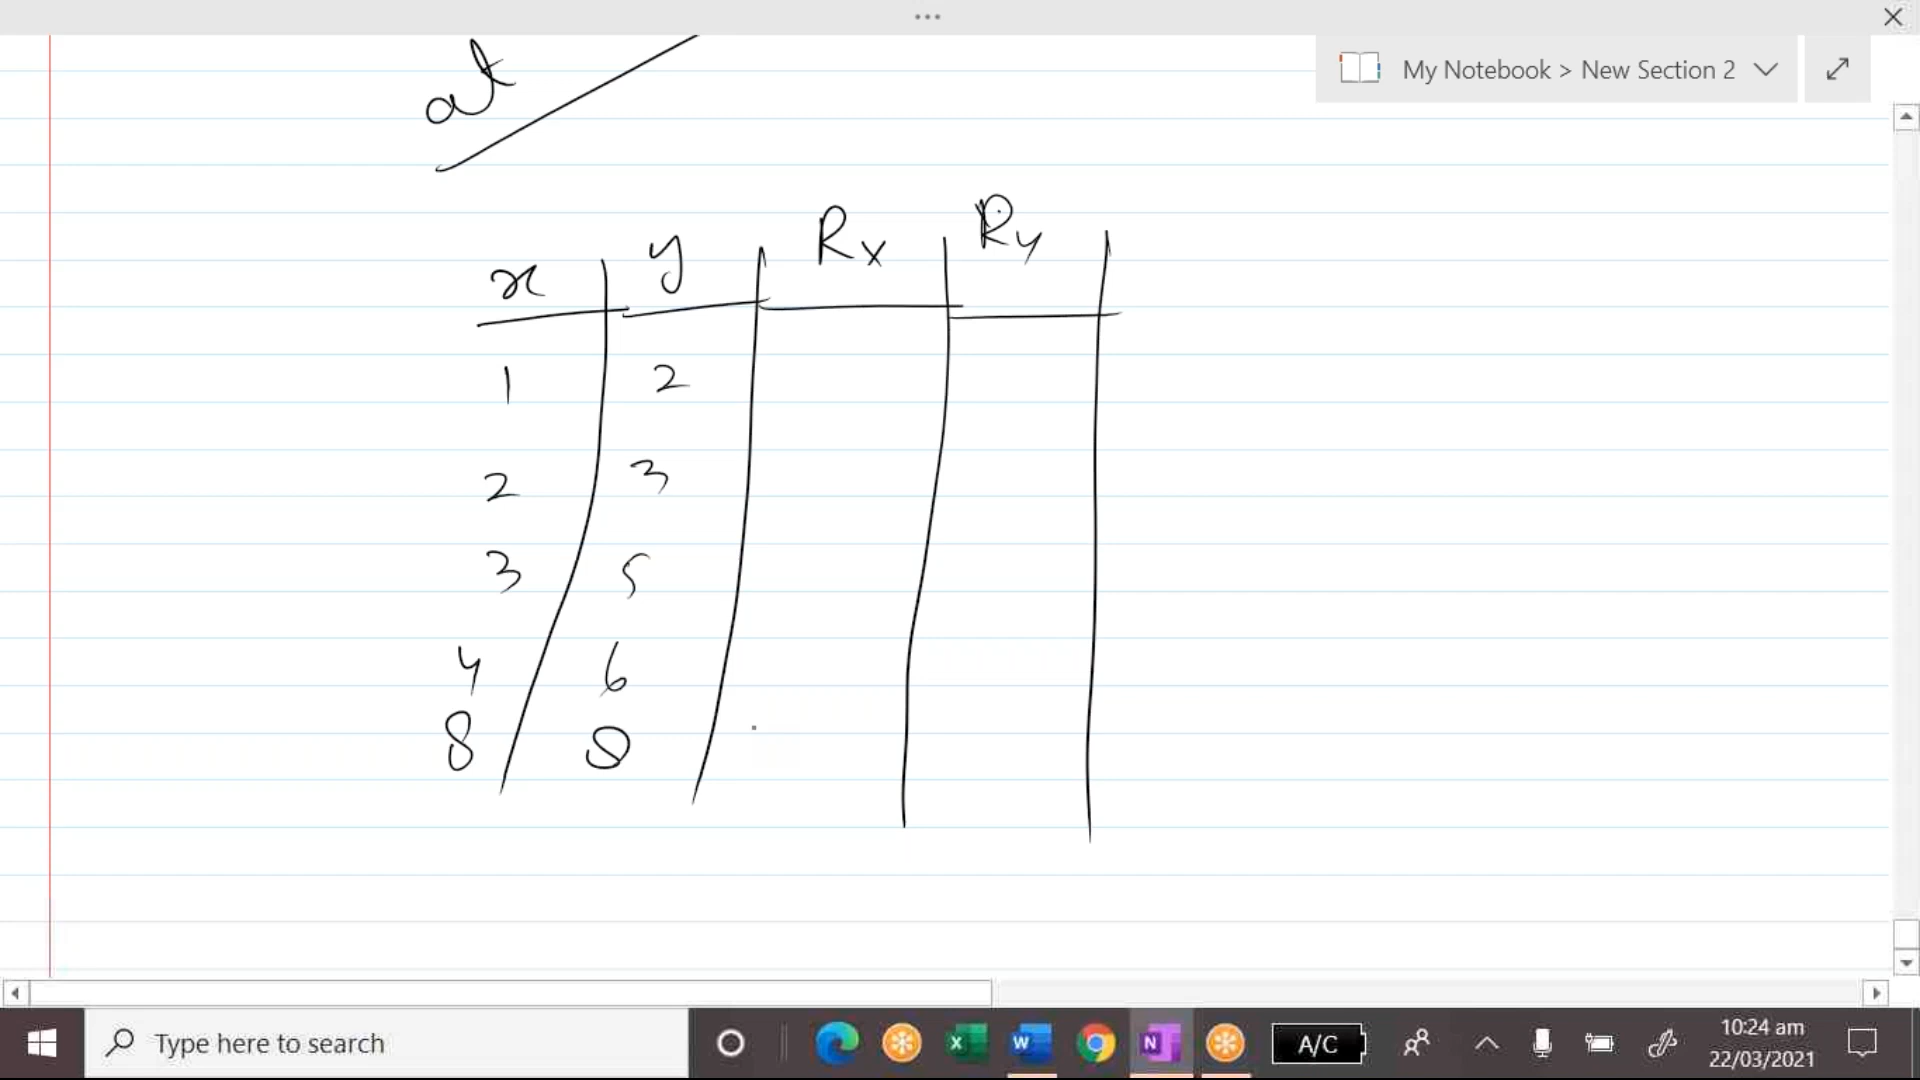 ...
My Notebook > New Section 2
at
x y Rx Ry
1 2
2 3
3 5
4 6
8 8
Type here to search
A/C
10:24 am
22/03/2021